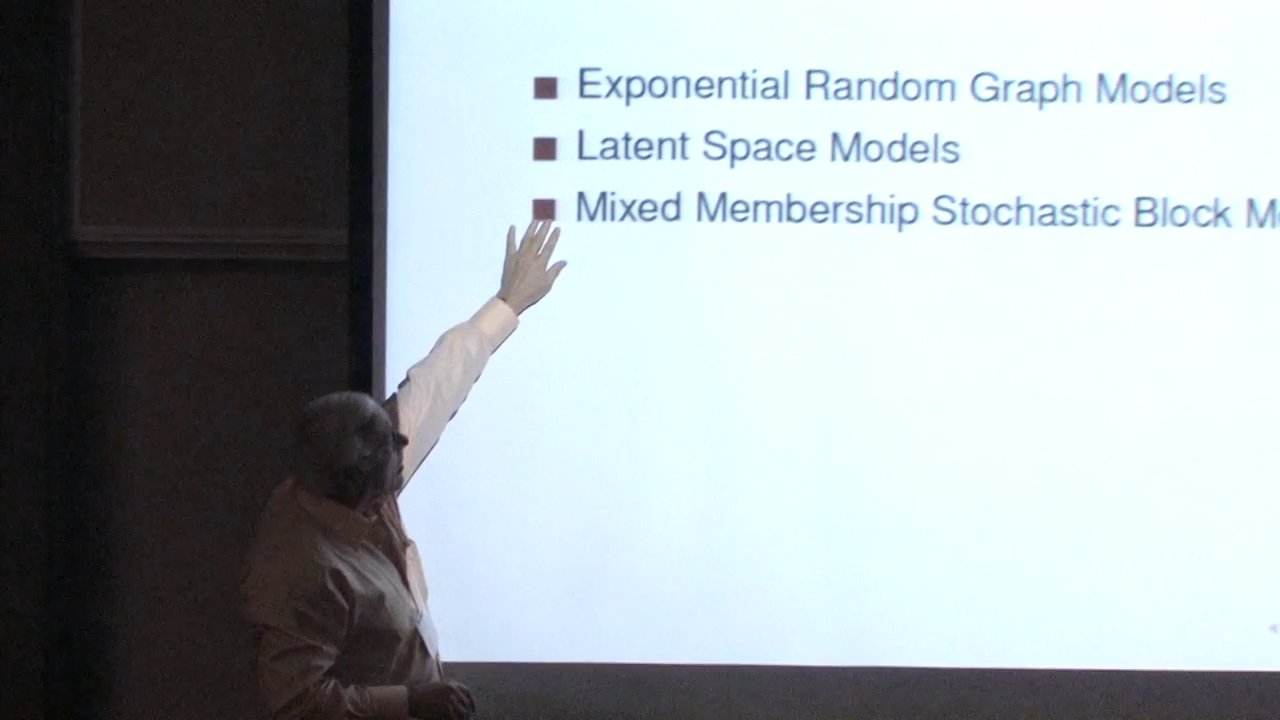 Exponential Random Graph Models
Latent Space Models
Mixed Membership Stochastic Block